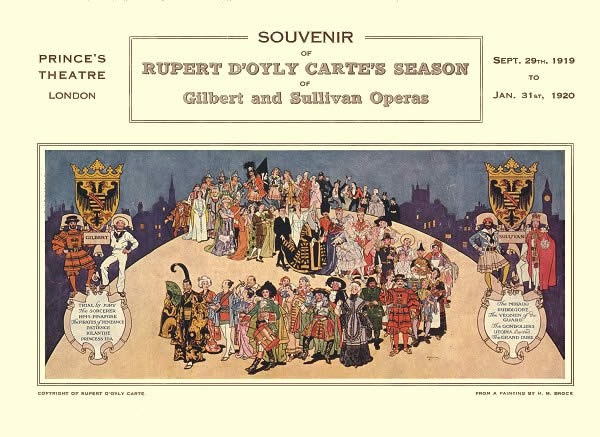 PRINCE'S
THEATRE
LONDON
SOUVENIR
OF
RUPERT D'OYLY CARTE'S SEASON
OF
Gilbert and Sullivan Operas
SEPT. 29TH, 1919
TO
JAN. 31ST, 1920
GILBERT
SULLIVAN
TRIAL by JURY
The SORCERER
H.M.S. PINAFORE
The PIRATES of PENZANCE
PATIENCE
IOLANTHE
PRINCESS IDA
The MIKADO
RUDDIGORE
The YEOMEN of the
GUARD
The GONDOLIERS
UTOPIA Limited
The GRAND DUKE
COPYRIGHT OF RUPERT D'OYLY CARTE.
FROM A PAINTING BY H. M. BROCK